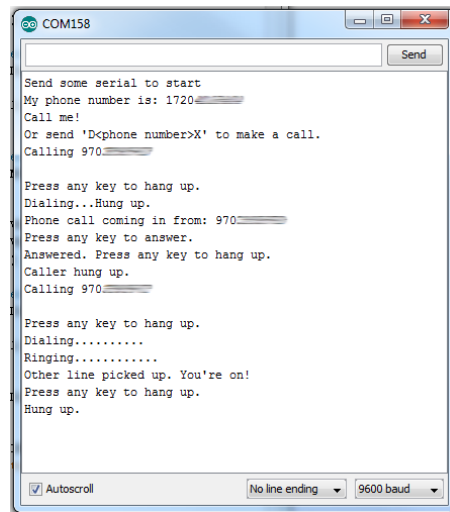 COM158
Send
Send some serial to start
My phone number is: 1720
Call me!
Or send 'D<phone number>X' to make a call.
Calling 970

Press any key to hang up.
Dialing...Hung up.
Phone call coming in from: 970
Press any key to answer.
Answered. Press any key to hang up.
Caller hung up.
Calling 970

Press any key to hang up.
Dialing..........
Ringing............
Other line picked up. You're on!
Press any key to hang up.
Hung up.
Autoscroll
No line ending
9600 baud